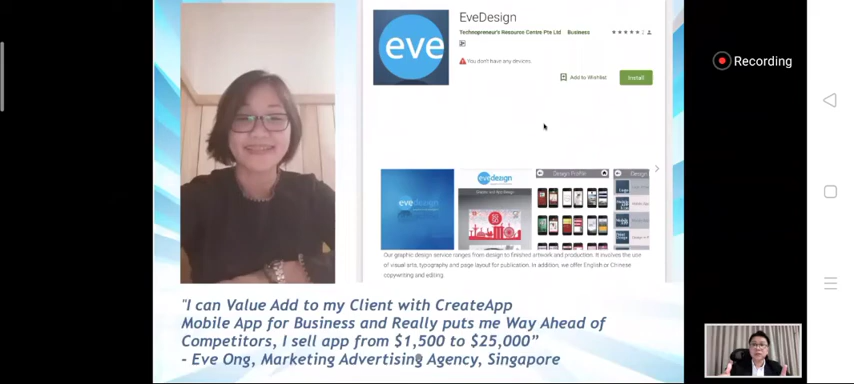 EveDesign
Technopreneur's Resource Centre Pte Ltd Business
You don't have any devices.
Add to Wishlist
Install
Recording
eve
evedesign
evedesign
Design Profile
Our graphic design service ranges from design to finished artwork and production. It involves the use
of visual arts, typography and page layout for publication. In addition, we offer English or Chinese
copywriting and editing.
"I can Value Add to my Client with CreateApp
Mobile App for Business and Really puts me Way Ahead of
Competitors, I sell app from $1,500 to $25,000”
- Eve Ong, Marketing Advertising Agency, Singapore